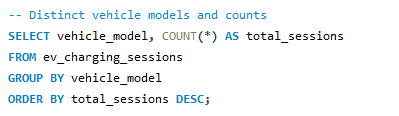 -- Distinct vehicle models and counts
SELECT vehicle_model, COUNT(*) AS total_sessions
FROM ev_charging_sessions
GROUP BY vehicle_model
ORDER BY total_sessions DESC;